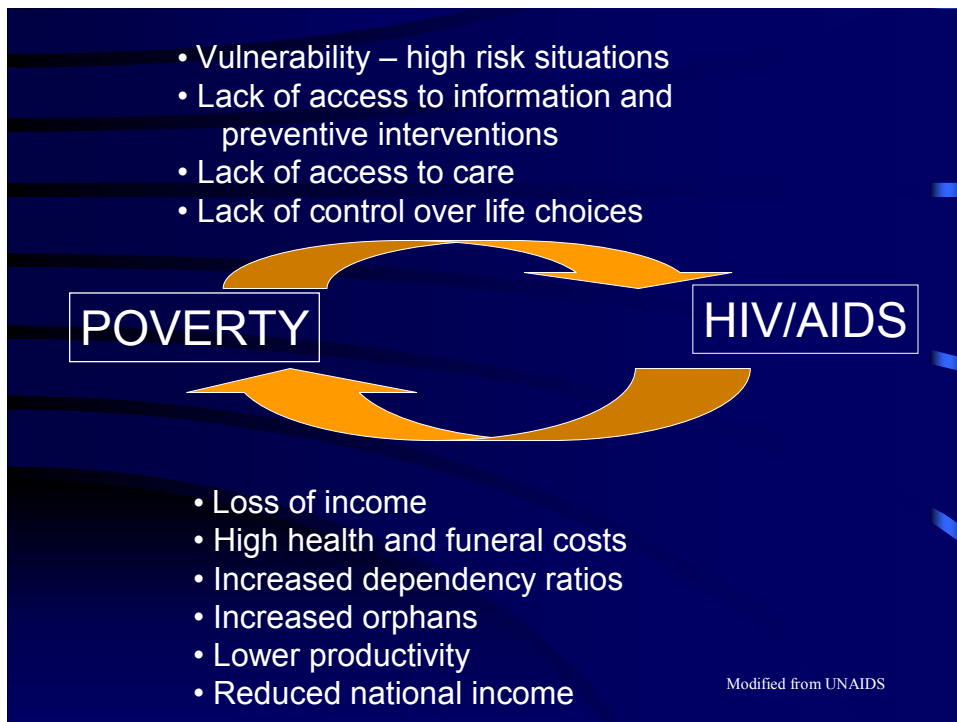 • Vulnerability – high risk situations
• Lack of access to information and
preventive interventions
• Lack of access to care
• Lack of control over life choices
POVERTY
HIV/AIDS
• Loss of income
• High health and funeral costs
• Increased dependency ratios
• Increased orphans
• Lower productivity
• Reduced national income
Modified from UNAIDS